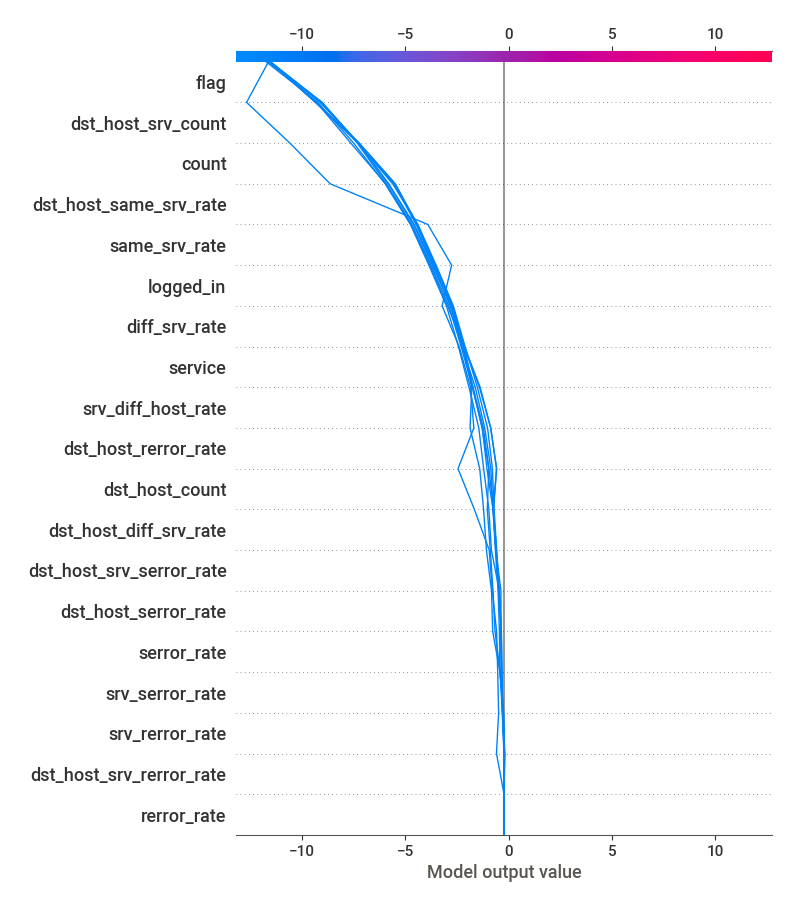 −10 −5 0 5 10
flag
dst_host_srv_count
count
dst_host_same_srv_rate
same_srv_rate
logged_in
diff_srv_rate
service
srv_diff_host_rate
dst_host_rerror_rate
dst_host_count
dst_host_diff_srv_rate
dst_host_srv_serror_rate
dst_host_serror_rate
serror_rate
srv_serror_rate
srv_rerror_rate
dst_host_srv_rerror_rate
rerror_rate
−10 −5 0 5 10
Model output value